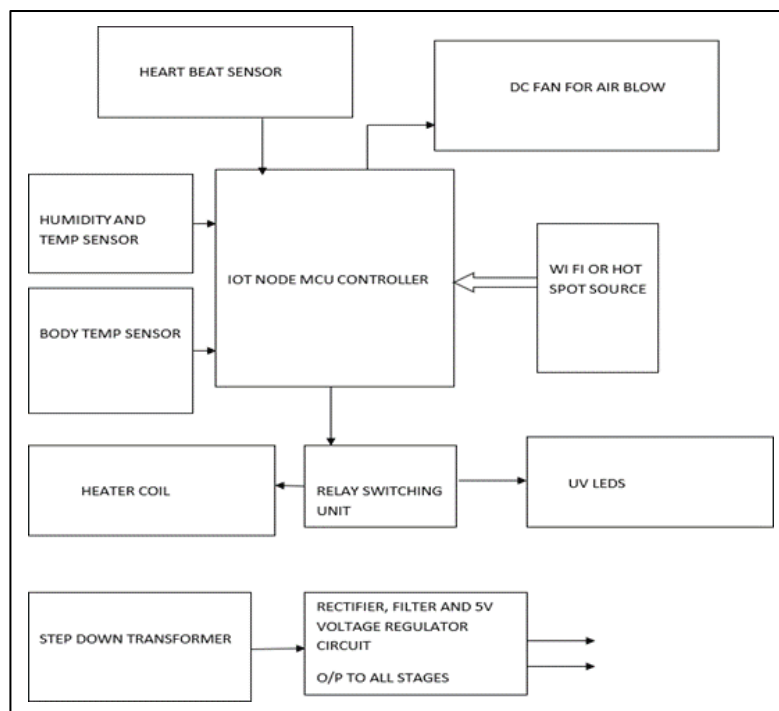 HEART BEAT SENSOR
DC FAN FOR AIR BLOW
HUMIDITY AND
TEMP SENSOR
IOT NODE MCU CONTROLLER
WI FI OR HOT
SPOT SOURCE
BODY TEMP SENSOR
HEATER COIL
RELAY SWITCHING
UNIT
UV LEDS
STEP DOWN TRANSFORMER
RECTIFIER, FILTER AND 5V
VOLTAGE REGULATOR
CIRCUIT
O/P TO ALL STAGES